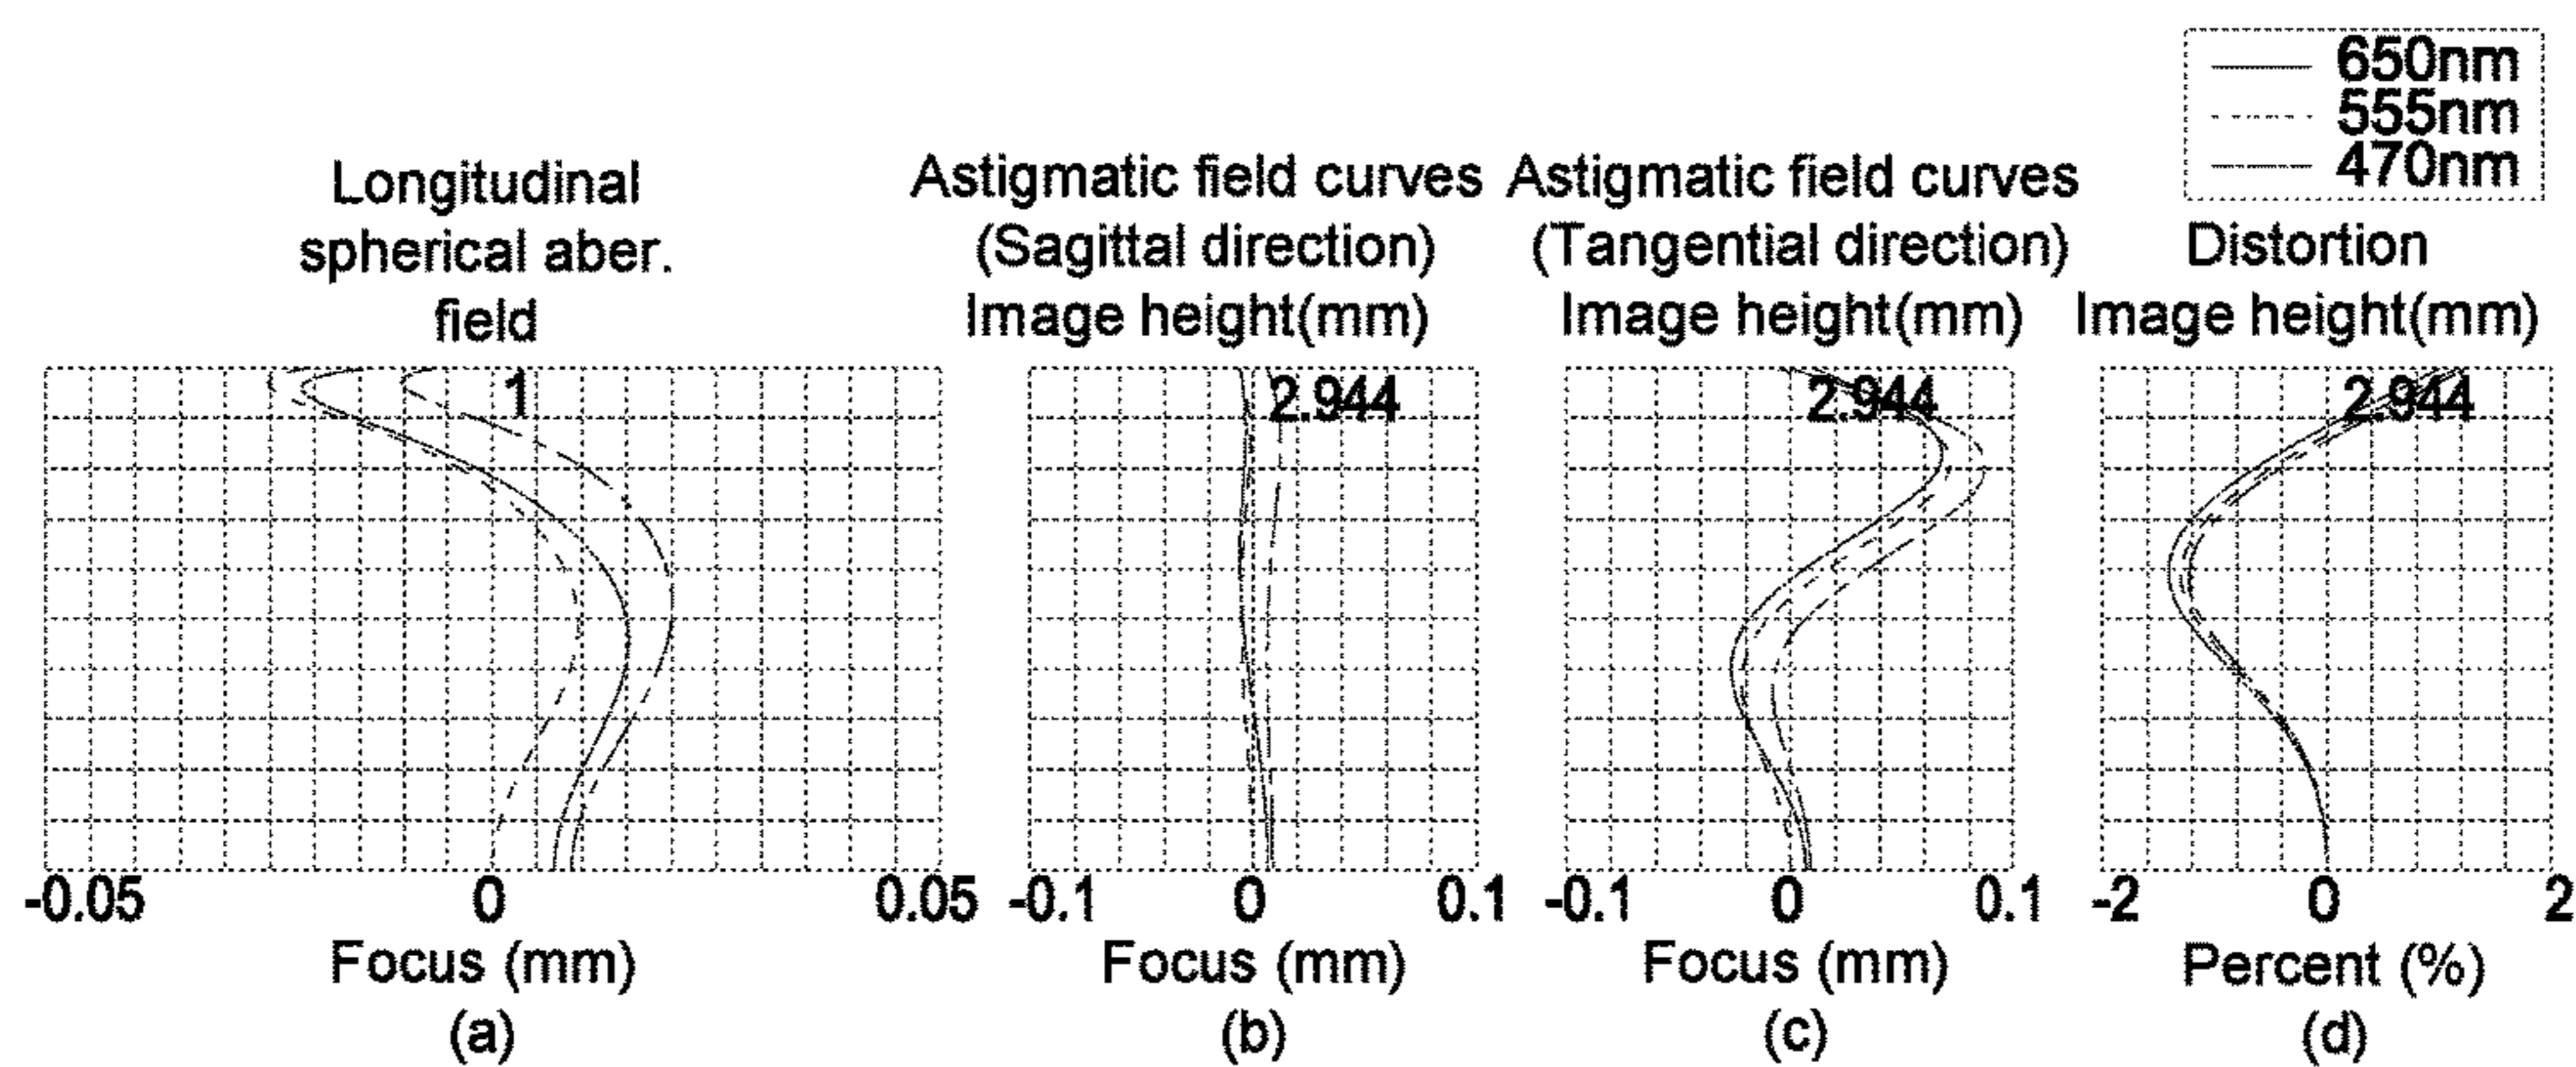 650nm
555nm
470nm
Longitudinal
spherical aber.
field
1
-0.05 0 0.05
Focus (mm)
(a)
Astigmatic field curves
(Sagittal direction)
Image height(mm)
2.944
-0.1 0 0.1
Focus (mm)
(b)
Astigmatic field curves
(Tangential direction)
Image height(mm)
2.944
-0.1 0 0.1
Focus (mm)
(c)
Distortion
Image height(mm)
2.944
-2 0 2
Percent (%)
(d)